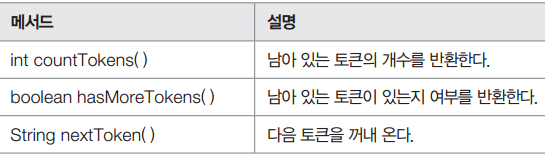 메서드 설명
int countTokens( ) 남아 있는 토큰의 개수를 반환한다.
boolean hasMoreTokens( ) 남아 있는 토큰이 있는지 여부를 반환한다.
String nextToken( ) 다음 토큰을 꺼내 온다.